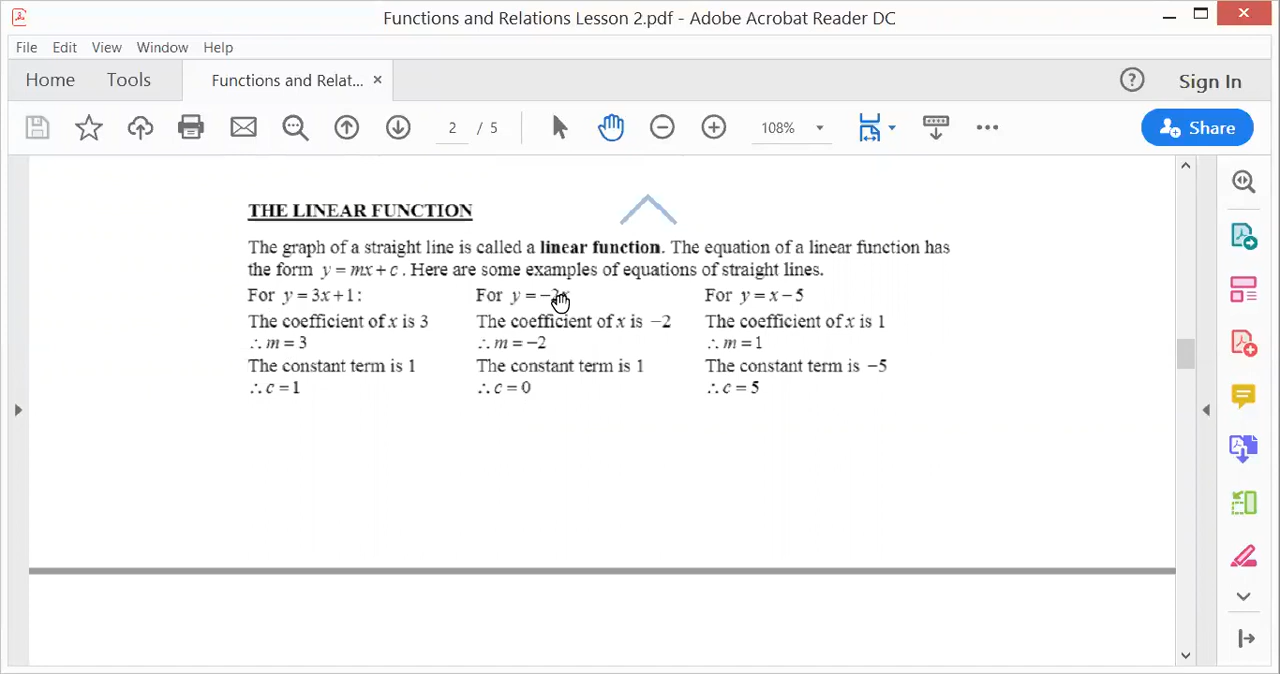 Functions and Relations Lesson 2.pdf - Adobe Acrobat Reader DC
File Edit View Window Help
Home Tools Functions and Relat... × ? Sign In
2 / 5 108% Share
THE LINEAR FUNCTION
The graph of a straight line is called a linear function. The equation of a linear function has
the form y = mx + c . Here are some examples of equations of straight lines.
For y = 3x + 1 : For y = −2x For y = x − 5
The coefficient of x is 3 The coefficient of x is −2 The coefficient of x is 1
∴ m = 3 ∴ m = −2 ∴ m = 1
The constant term is 1 The constant term is 1 The constant term is −5
∴ c = 1 ∴ c = 0 ∴ c = 5